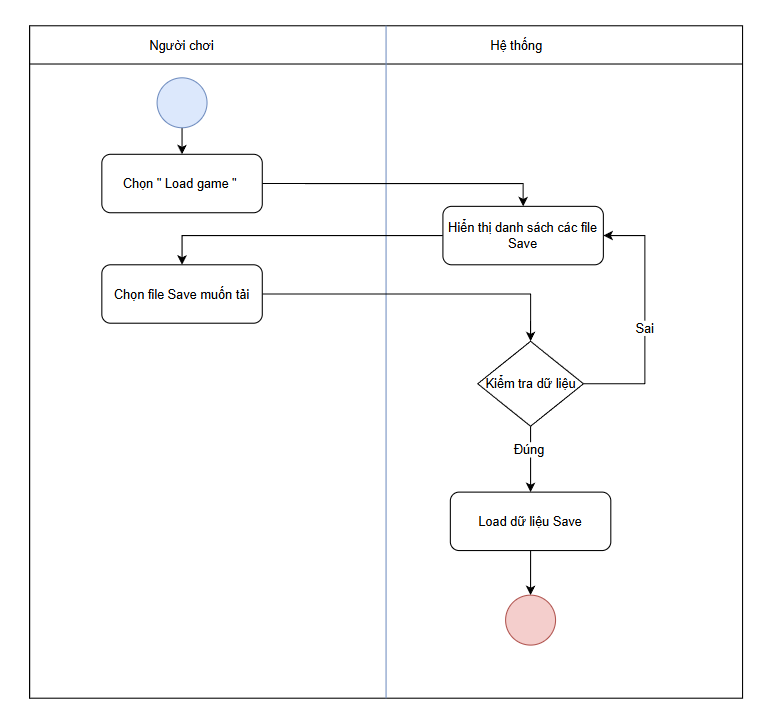 Người chơi
Hệ thống
Chọn " Load game "
Hiển thị danh sách các file
Save
Chọn file Save muốn tải
Sai
Kiểm tra dữ liệu
Đúng
Load dữ liệu Save